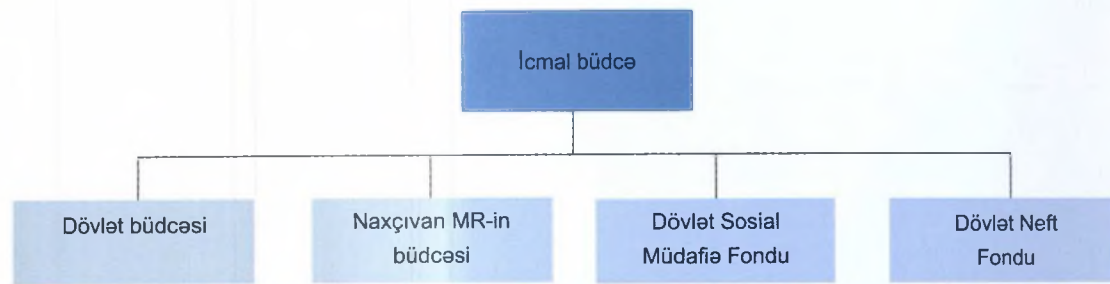 İcmal büdcə
Dövlət büdcəsi
Naxçıvan MR-in
büdcəsi
Dövlət Sosial
Müdafiə Fondu
Dövlət Neft
Fondu